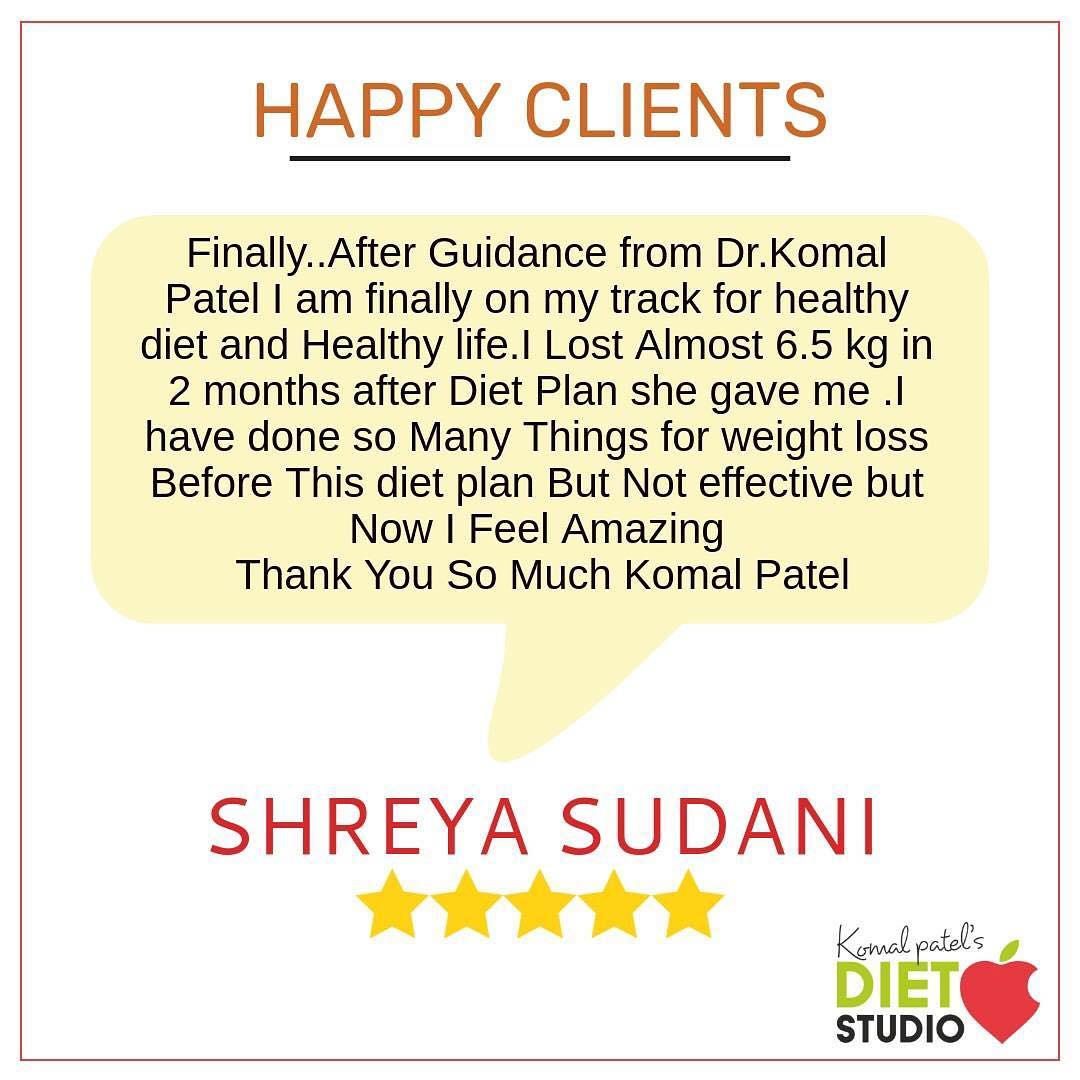 HAPPY CLIENTS
Finally..After Guidance from Dr.Komal
Patel I am finally on my track for healthy
diet and Healthy life.I Lost Almost 6.5 kg in
2 months after Diet Plan she gave me .I
have done so Many Things for weight loss
Before This diet plan But Not effective but
Now I Feel Amazing
Thank You So Much Komal Patel
SHREYA SUDANI
Komal patel's
DIET
STUDIO